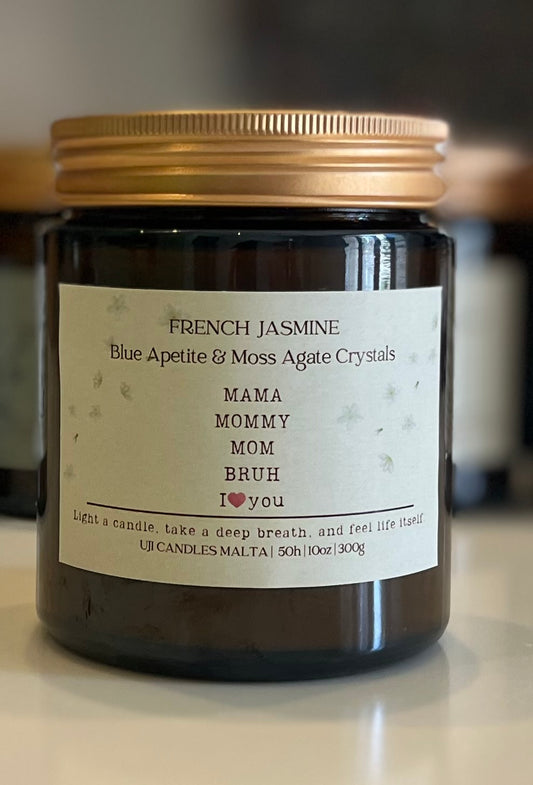 FRENCH JASMINE
Blue Apetite & Moss Agate Crystals
MAMA
MOMMY
MOM
BRUH
I❤you
Light a candle, take a deep breath, and feel life itself.
UJI CANDLES MALTA | 50h | 10oz | 300g